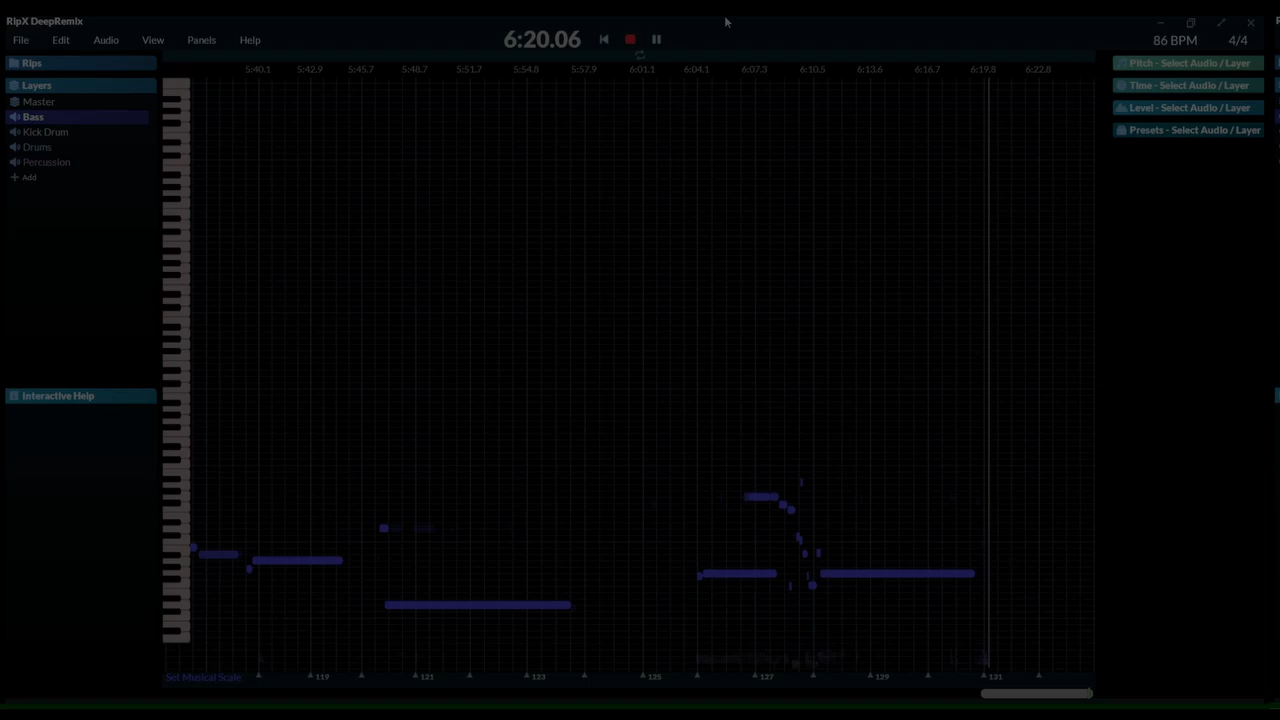 RipX DeepRemix
File Edit Audio View Panels Help
6:20.06
86 BPM 4/4
Rips
Layers
Master
Bass
Kick Drum
Drums
Percussion
Add
Interactive Help
5:40.1 5:42.9 5:45.7 5:48.7 5:51.7 5:54.8 5:57.9 6:01.1 6:04.1 6:07.3 6:10.5 6:13.6 6:16.7 6:19.8 6:22.8
Pitch - Select Audio / Layer
Time - Select Audio / Layer
Level - Select Audio / Layer
Presets - Select Audio / Layer
Set Musical Scale
119 121 123 125 127 129 131